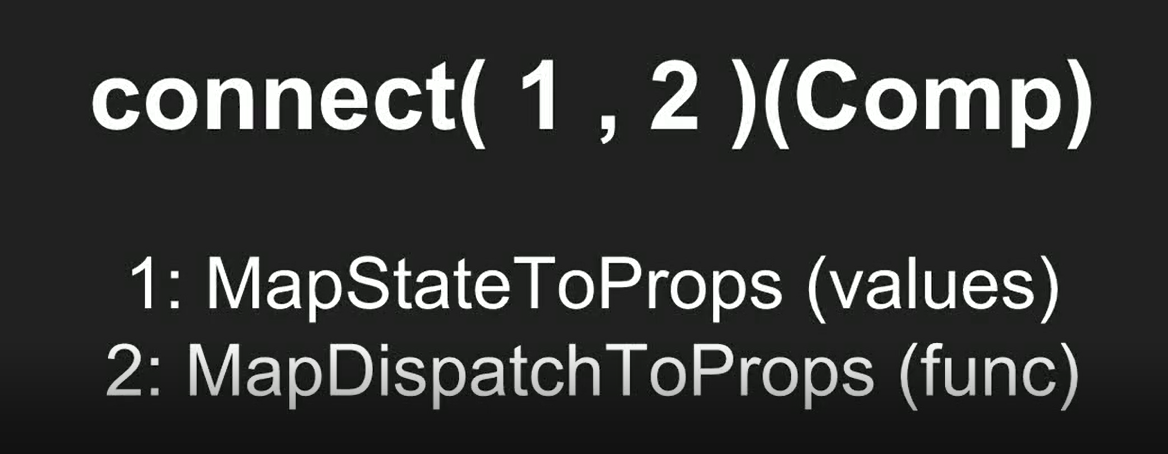 connect( 1 , 2 )(Comp)
1: MapStateToProps (values)
2: MapDispatchToProps (func)